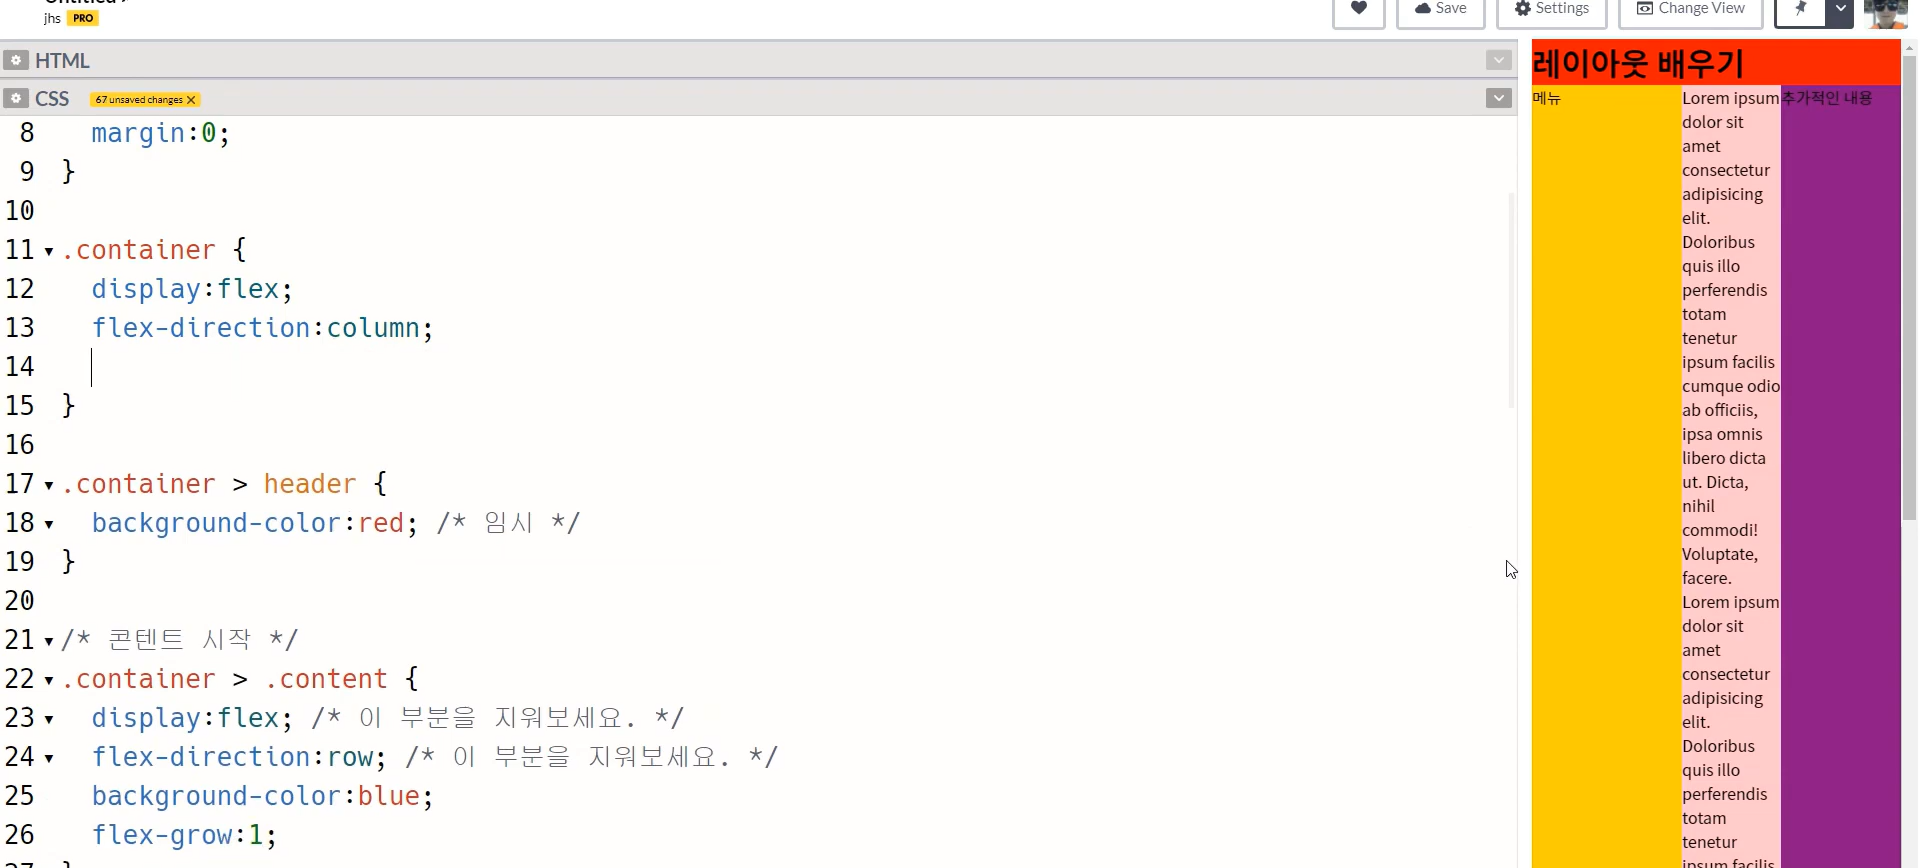 Untitled
jhs PRO
Save
Settings
Change View
HTML
CSS 67 unsaved changes X
8 margin:0;
9 }
10
11 .container {
12 display:flex;
13 flex-direction:column;
14
15 }
16
17 .container > header {
18 background-color:red; /* 임시 */
19 }
20
21 /* 콘텐트 시작 */
22 .container > .content {
23 display:flex; /* 이 부분을 지워보세요. */
24 flex-direction:row; /* 이 부분을 지워보세요. */
25 background-color:blue;
26 flex-grow:1;
27 }
레이아웃 배우기
메뉴
Lorem ipsum
dolor sit
amet
consectetur
adipisicing
elit.
Doloribus
quis illo
perferendis
totam
tenetur
ipsum facilis
cumque odio
ab officiis,
ipsa omnis
libero dicta
ut. Dicta,
nihil
commodi!
Voluptate,
facere.
Lorem ipsum
dolor sit
amet
consectetur
adipisicing
elit.
Doloribus
quis illo
perferendis
totam
tenetur
ipsum facilis
추가적인 내용